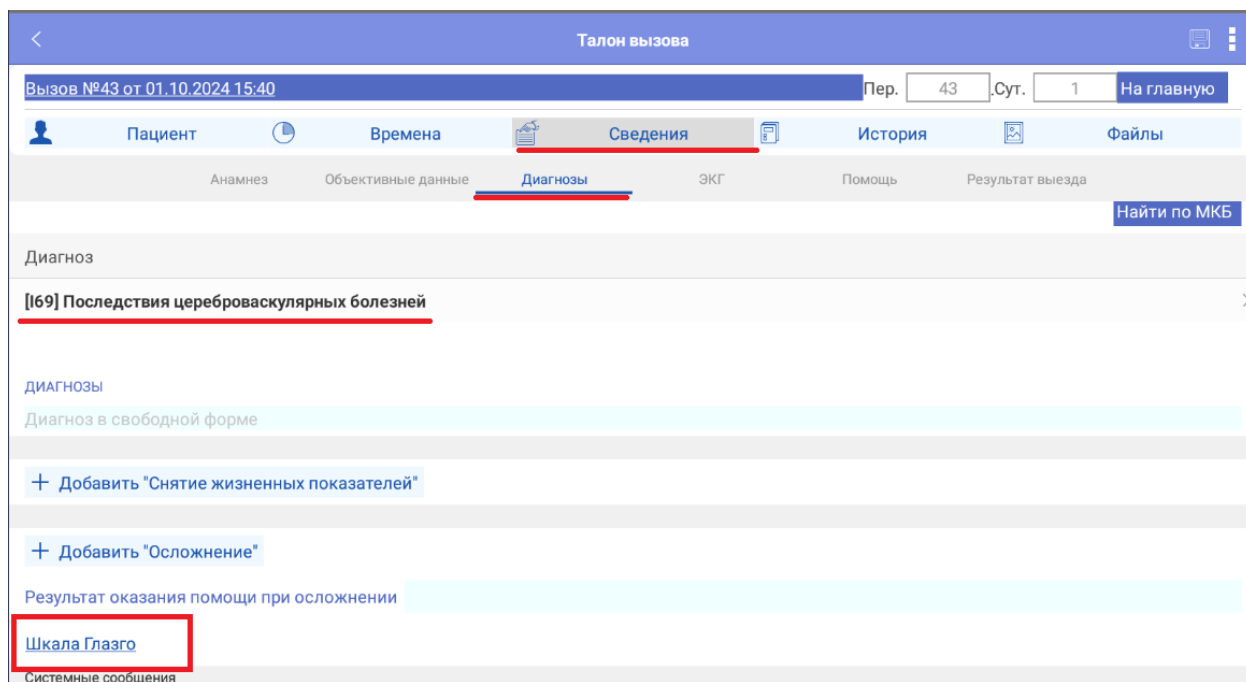 Талон вызова
Вызов №43 от 01.10.2024 15:40 Пер. 43 .Сут. 1 На главную
Пациент Времена Сведения История Файлы
Анамнез Объективные данные Диагнозы ЭКГ Помощь Результат выезда
Найти по МКБ
Диагноз
[I69] Последствия цереброваскулярных болезней
ДИАГНОЗЫ
Диагноз в свободной форме
+ Добавить "Снятие жизненных показателей"
+ Добавить "Осложнение"
Результат оказания помощи при осложнении
Шкала Глазго
Системные сообщения